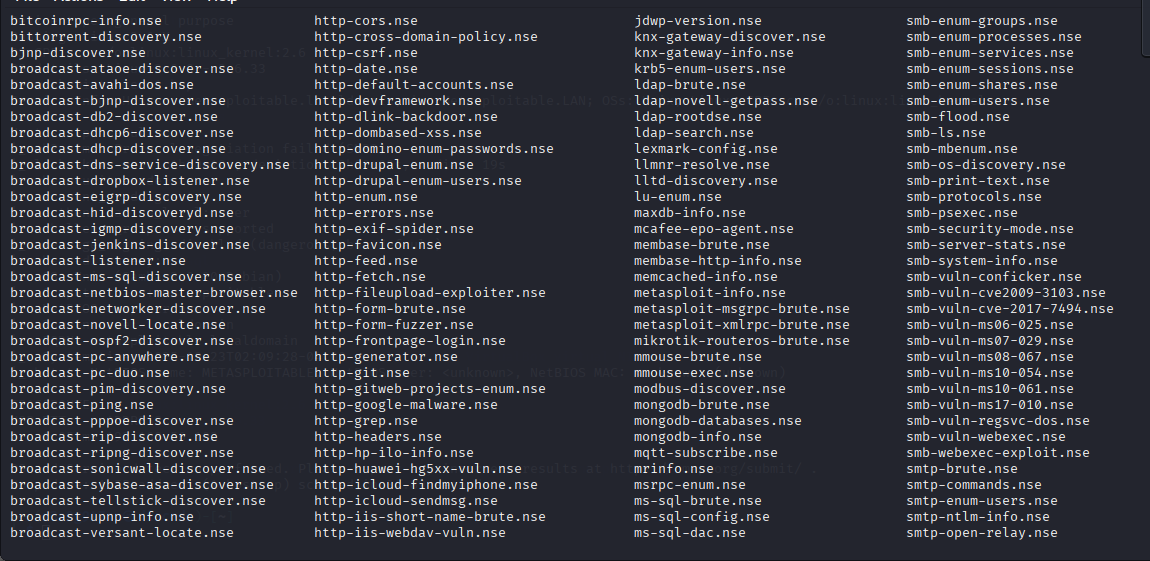 bitcoinrpc-info.nse http-cors.nse jdwp-version.nse smb-enum-groups.nse
bittorrent-discovery.nse http-cross-domain-policy.nse knx-gateway-discover.nse smb-enum-processes.nse
bjnp-discover.nse http-csrf.nse knx-gateway-info.nse smb-enum-services.nse
broadcast-ataoe-discover.nse http-date.nse krb5-enum-users.nse smb-enum-sessions.nse
broadcast-avahi-dos.nse http-default-accounts.nse ldap-brute.nse smb-enum-shares.nse
broadcast-bjnp-discover.nse http-devframework.nse ldap-novell-getpass.nse smb-enum-users.nse
broadcast-db2-discover.nse http-dlink-backdoor.nse ldap-rootdse.nse smb-flood.nse
broadcast-dhcp6-discover.nse http-dombased-xss.nse ldap-search.nse smb-ls.nse
broadcast-dhcp-discover.nse http-domino-enum-passwords.nse lexmark-config.nse smb-mbenum.nse
broadcast-dns-service-discovery.nse http-drupal-enum.nse llmnr-resolve.nse smb-os-discovery.nse
broadcast-dropbox-listener.nse http-drupal-enum-users.nse lltd-discovery.nse smb-print-text.nse
broadcast-eigrp-discovery.nse http-enum.nse lu-enum.nse smb-protocols.nse
broadcast-hid-discoveryd.nse http-errors.nse maxdb-info.nse smb-psexec.nse
broadcast-igmp-discovery.nse http-exif-spider.nse mcafee-epo-agent.nse smb-security-mode.nse
broadcast-jenkins-discover.nse http-favicon.nse membase-brute.nse smb-server-stats.nse
broadcast-listener.nse http-feed.nse membase-http-info.nse smb-system-info.nse
broadcast-ms-sql-discover.nse http-fetch.nse memcached-info.nse smb-vuln-conficker.nse
broadcast-netbios-master-browser.nse http-fileupload-exploiter.nse metasploit-info.nse smb-vuln-cve2009-3103.nse
broadcast-networker-discover.nse http-form-brute.nse metasploit-msgrpc-brute.nse smb-vuln-cve-2017-7494.nse
broadcast-novell-locate.nse http-form-fuzzer.nse metasploit-xmlrpc-brute.nse smb-vuln-ms06-025.nse
broadcast-ospf2-discover.nse http-frontpage-login.nse mikrotik-routeros-brute.nse smb-vuln-ms07-029.nse
broadcast-pc-anywhere.nse http-generator.nse mmouse-brute.nse smb-vuln-ms08-067.nse
broadcast-pc-duo.nse http-git.nse mmouse-exec.nse smb-vuln-ms10-054.nse
broadcast-pim-discovery.nse http-gitweb-projects-enum.nse modbus-discover.nse smb-vuln-ms10-061.nse
broadcast-ping.nse http-google-malware.nse mongodb-brute.nse smb-vuln-ms17-010.nse
broadcast-pppoe-discover.nse http-grep.nse mongodb-databases.nse smb-vuln-regsvc-dos.nse
broadcast-rip-discover.nse http-headers.nse mongodb-info.nse smb-vuln-webexec.nse
broadcast-ripng-discover.nse http-hp-ilo-info.nse mqtt-subscribe.nse smb-webexec-exploit.nse
broadcast-sonicwall-discover.nse http-huawei-hg5xx-vuln.nse mrinfo.nse smtp-brute.nse
broadcast-sybase-asa-discover.nse http-icloud-findmyiphone.nse msrpc-enum.nse smtp-commands.nse
broadcast-tellstick-discover.nse http-icloud-sendmsg.nse ms-sql-brute.nse smtp-enum-users.nse
broadcast-upnp-info.nse http-iis-short-name-brute.nse ms-sql-config.nse smtp-ntlm-info.nse
broadcast-versant-locate.nse http-iis-webdav-vuln.nse ms-sql-dac.nse smtp-open-relay.nse